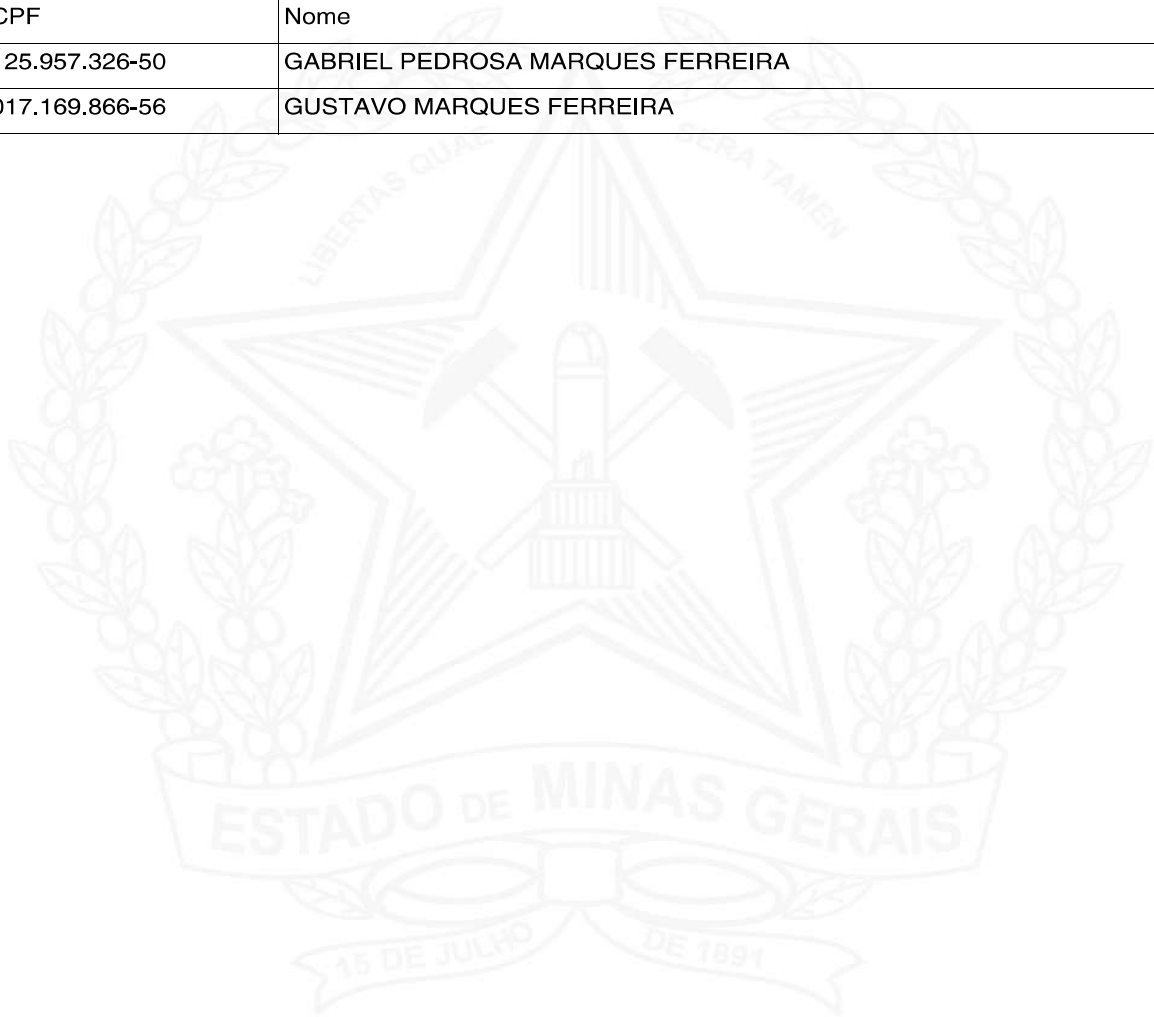 CPF Nome
25.957.326-50 GABRIEL PEDROSA MARQUES FERREIRA
017.169.866-56 GUSTAVO MARQUES FERREIRA
LIBERTAS QUAE SERA TAMEN
ESTADO DE MINAS GERAIS
15 DE JULHO DE 1891